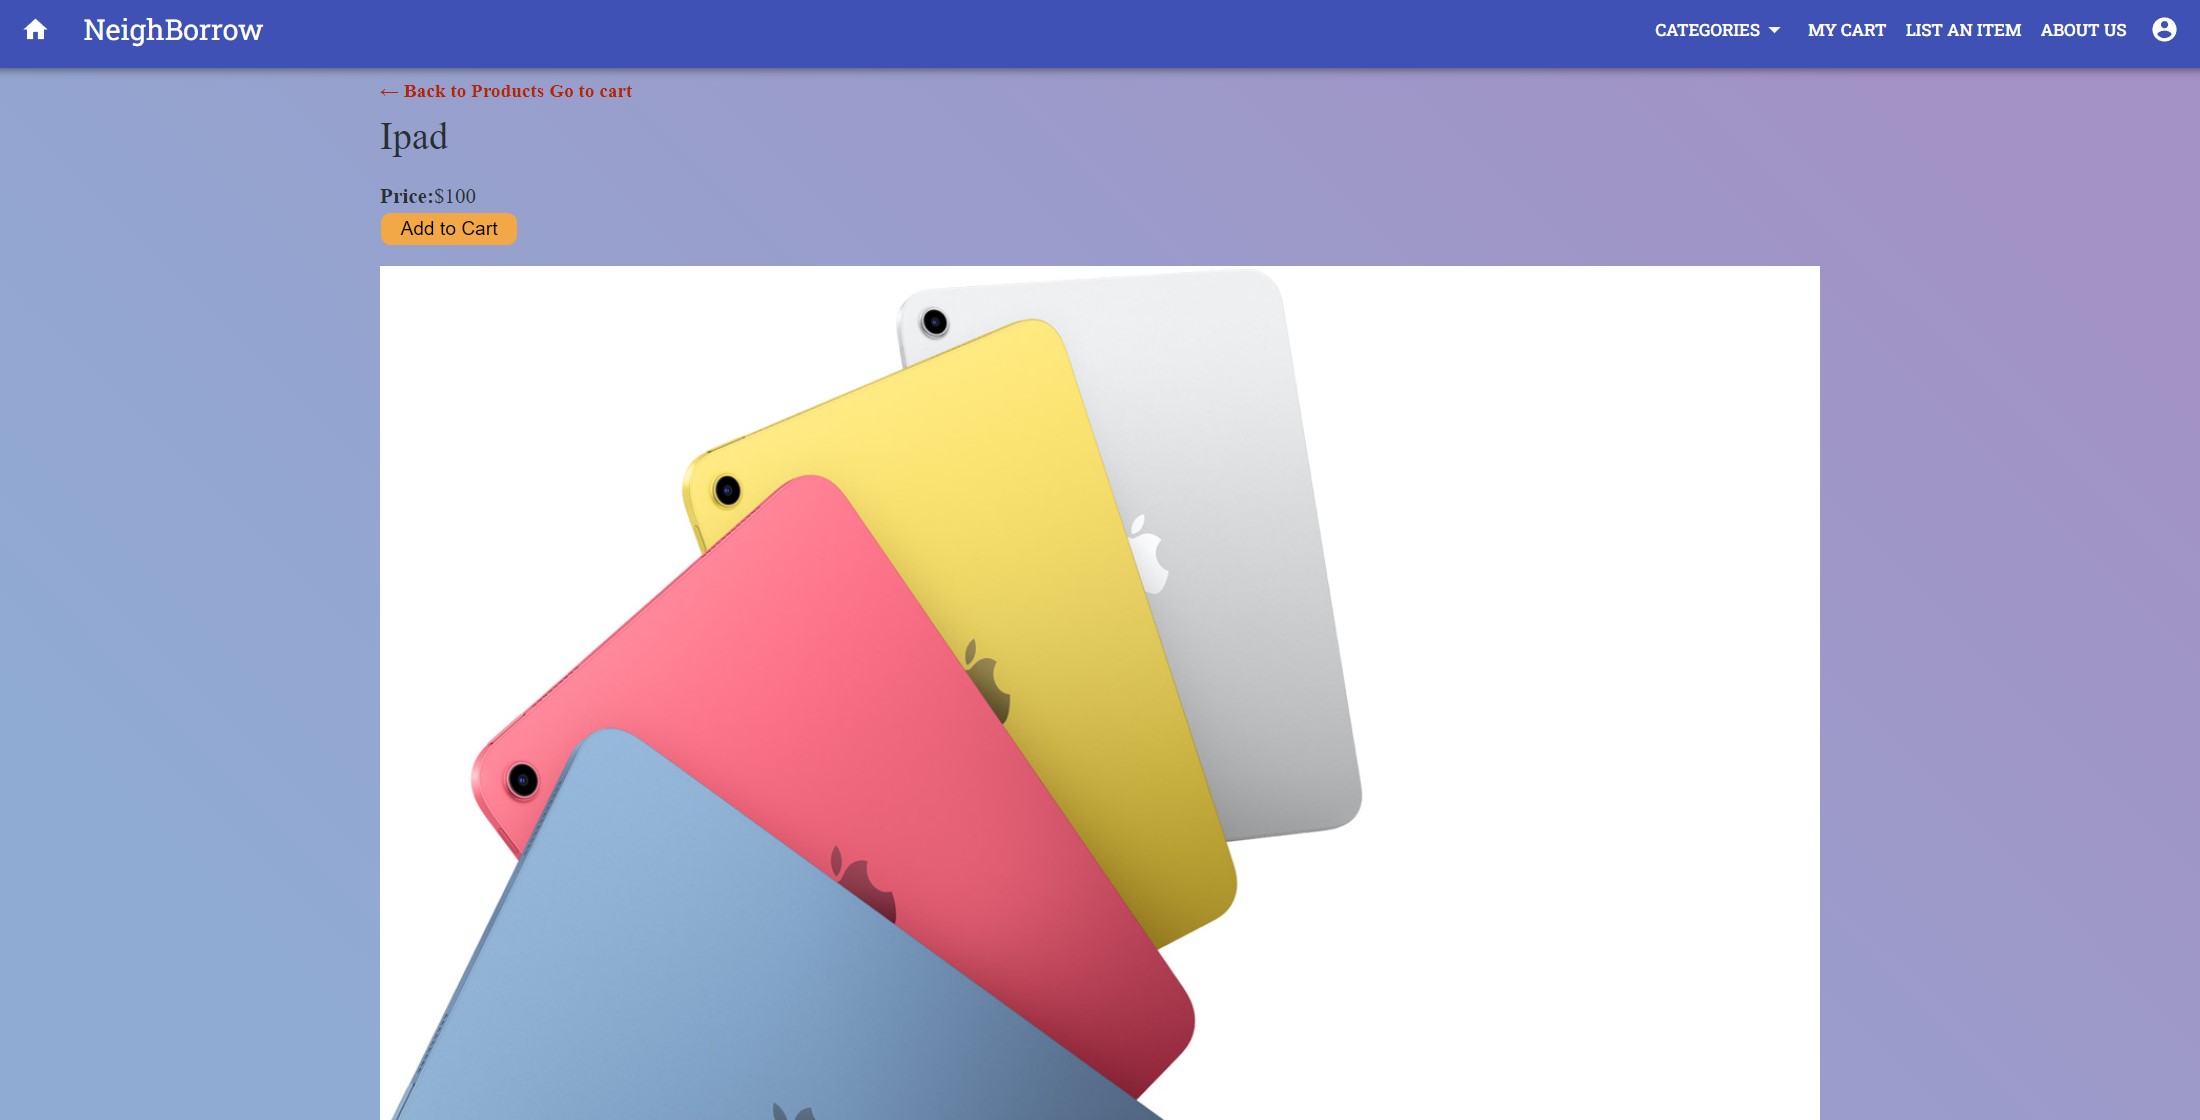 NeighBorrow
CATEGORIES
MY CART
LIST AN ITEM
ABOUT US
← Back to Products Go to cart
Ipad
Price:$100
Add to Cart